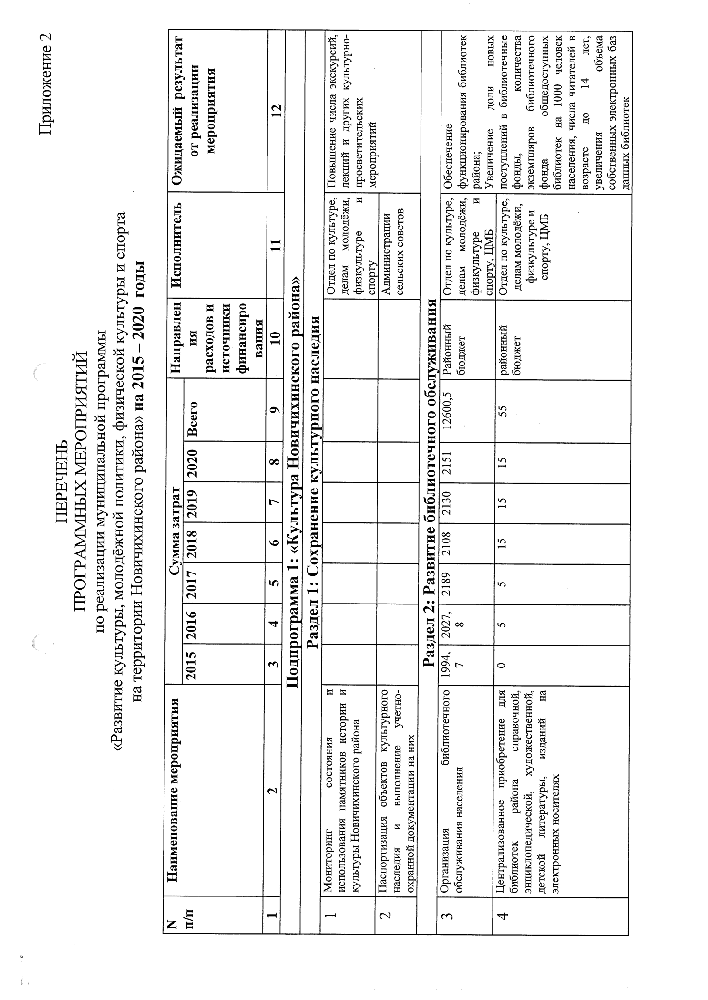 Приложение 2
ПЕРЕЧЕНЬ
ПРОГРАММНЫХ МЕРОПРИЯТИЙ
по реализации муниципальной программы
«Развитие культуры, молодёжной политики, физической культуры и спорта
на территории Новичихинского района» на 2015 – 2020 годы
N
п/п
Наименование мероприятия
Сумма затрат
2015
2016
2017
2018
2019
2020
Всего
Направлен
ия
расходов и
источники
финансиро
вания
Исполнитель
Ожидаемый результат
от реализации
мероприятия
1
2
3
4
5
6
7
8
9
10
11
12
Подпрограмма 1: «Культура Новичихинского района»
Раздел 1: Сохранение культурного наследия
1
Мониторинг состояния и
использования памятников истории и
культуры Новичихинского района
Отдел по культуре,
делам молодёжи,
физкультуре и
спорту
Повышение числа экскурсий,
лекций и других культурно-
просветительских
мероприятий
2
Паспортизация объектов культурного
наследия и выполнение учетно-
охранной документации на них
Администрации
сельских советов
Раздел 2: Развитие библиотечного обслуживания
3
Организация библиотечного
обслуживания населения
1994,
7
2027,
8
2189
2108
2130
2151
12600,5
Районный
бюджет
Отдел по культуре,
делам молодёжи,
физкультуре и
спорту, ЦМБ
Обеспечение
функционирования библиотек
района;
Увеличение доли новых
поступлений в библиотечные
фонды, количества
экземпляров библиотечного
фонда общедоступных
библиотек на 1000 человек
населения, числа читателей в
возрасте до 14 лет,
увеличения объема
собственных электронных баз
данных библиотек
4
Централизованное приобретение для
библиотек района справочной,
энциклопедической, художественной,
детской литературы, изданий на
электронных носителях
0
5
5
15
15
15
55
районный
бюджет
Отдел по культуре,
делам молодёжи,
физкультуре и
спорту, ЦМБ